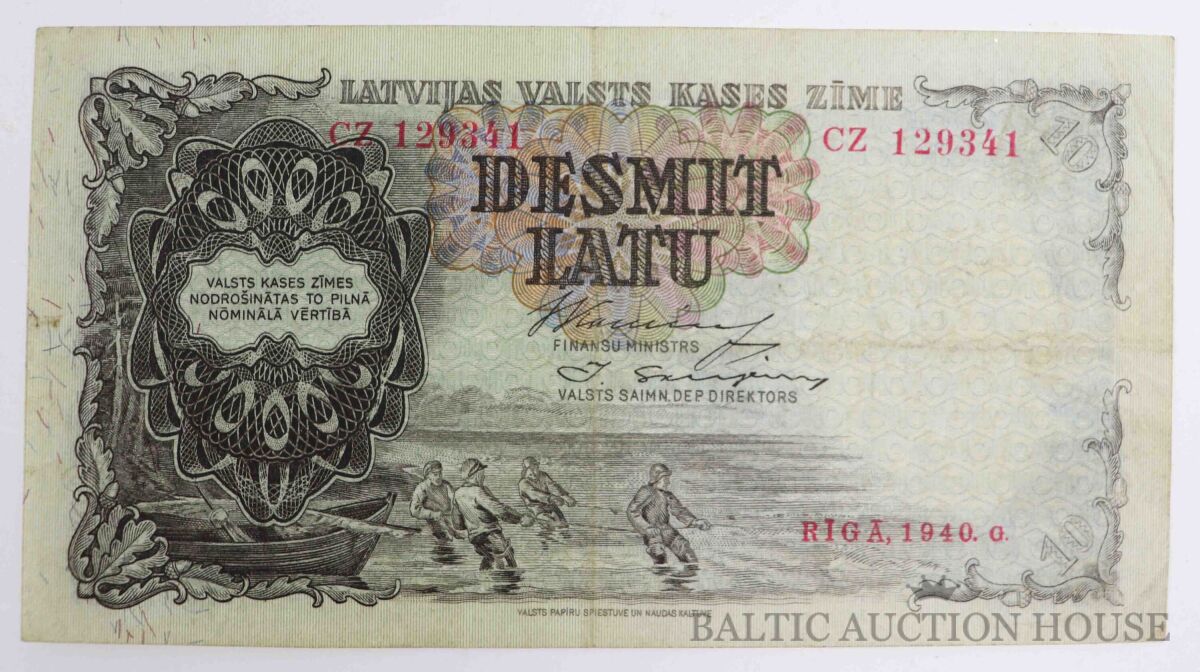 LATVIJAS VALSTS KASES ZĪME
CZ 129341
CZ 129341
DESMIT
LATU
10
VALSTS KASES ZĪMES
NODROŠINĀTAS TO PILNĀ
NŌMINĀLĀ VĒRTĪBĀ
FINANSU MINISTRS
VALSTS SAIMN. DEP. DIREKTORS
RĪGĀ, 1940. G.
10
VALSTS PAPĪRU SPIESTUVE UN NAUDAS KALTUVE
BALTIC AUCTION HOUSE